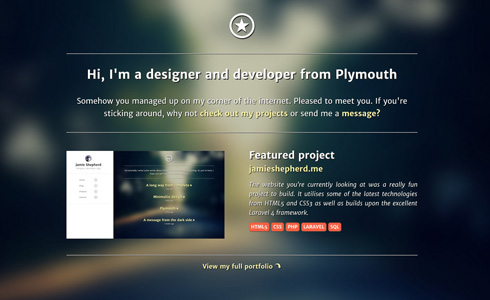 Hi, I'm a designer and developer from Plymouth
Somehow you managed up on my corner of the internet. Pleased to meet you. If you're
sticking around, why not check out my projects or send me a message?
Jamie Shepherd
A long way from
Plymouth
A message from the dark side
Featured project
jamieshepherd.me
The website you're currently looking at was a really fun
project to build. It utilises some of the latest technologies
from HTML5 and CSS3 as well as builds upon the excellent
Laravel 4 framework.
HTML5 CSS PHP LARAVEL SQL
View my full portfolio